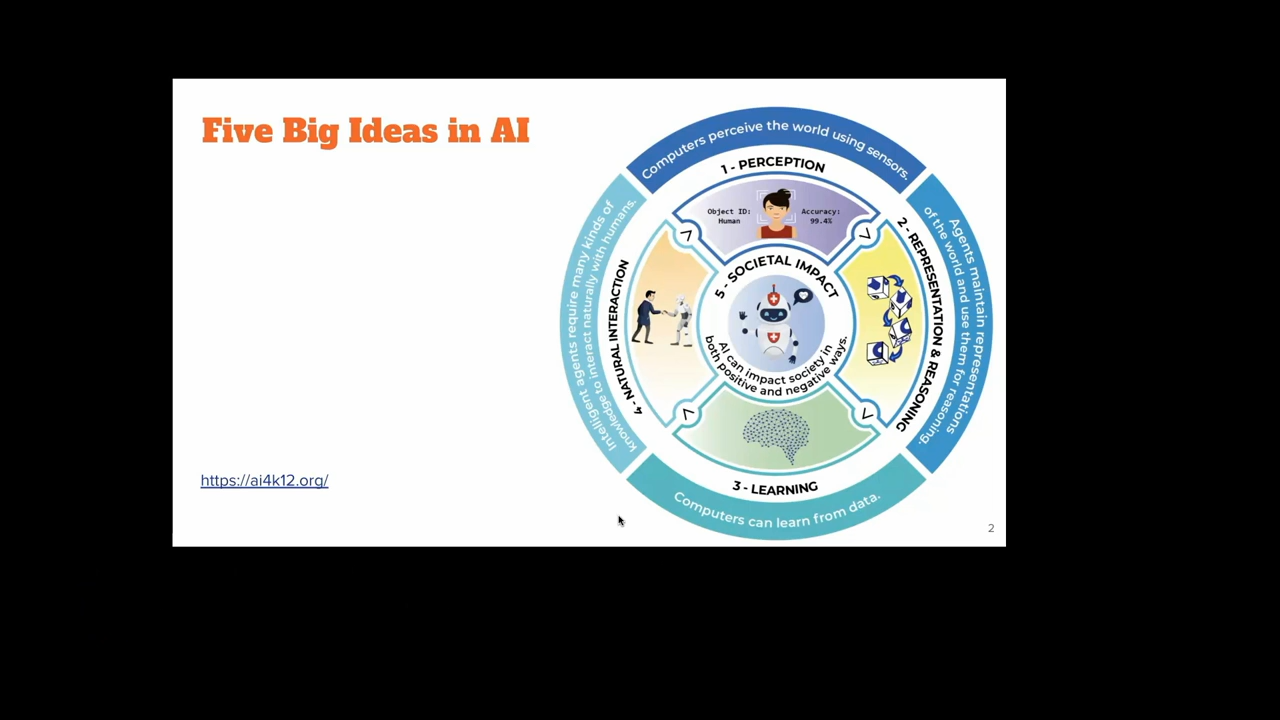 Five Big Ideas in AI
https://ai4k12.org/
Computers perceive the world using sensors.
1 - PERCEPTION
Object ID:
Human
Accuracy:
99.4%
Agents maintain representations
of the world and use them for reasoning.
2 - REPRESENTATION & REASONING
3 - LEARNING
Computers can learn from data.
Intelligent agents require many kinds of
knowledge to interact naturally with humans.
4 - NATURAL INTERACTION
5 - SOCIETAL IMPACT
AI can impact society in
both positive and negative ways.
2